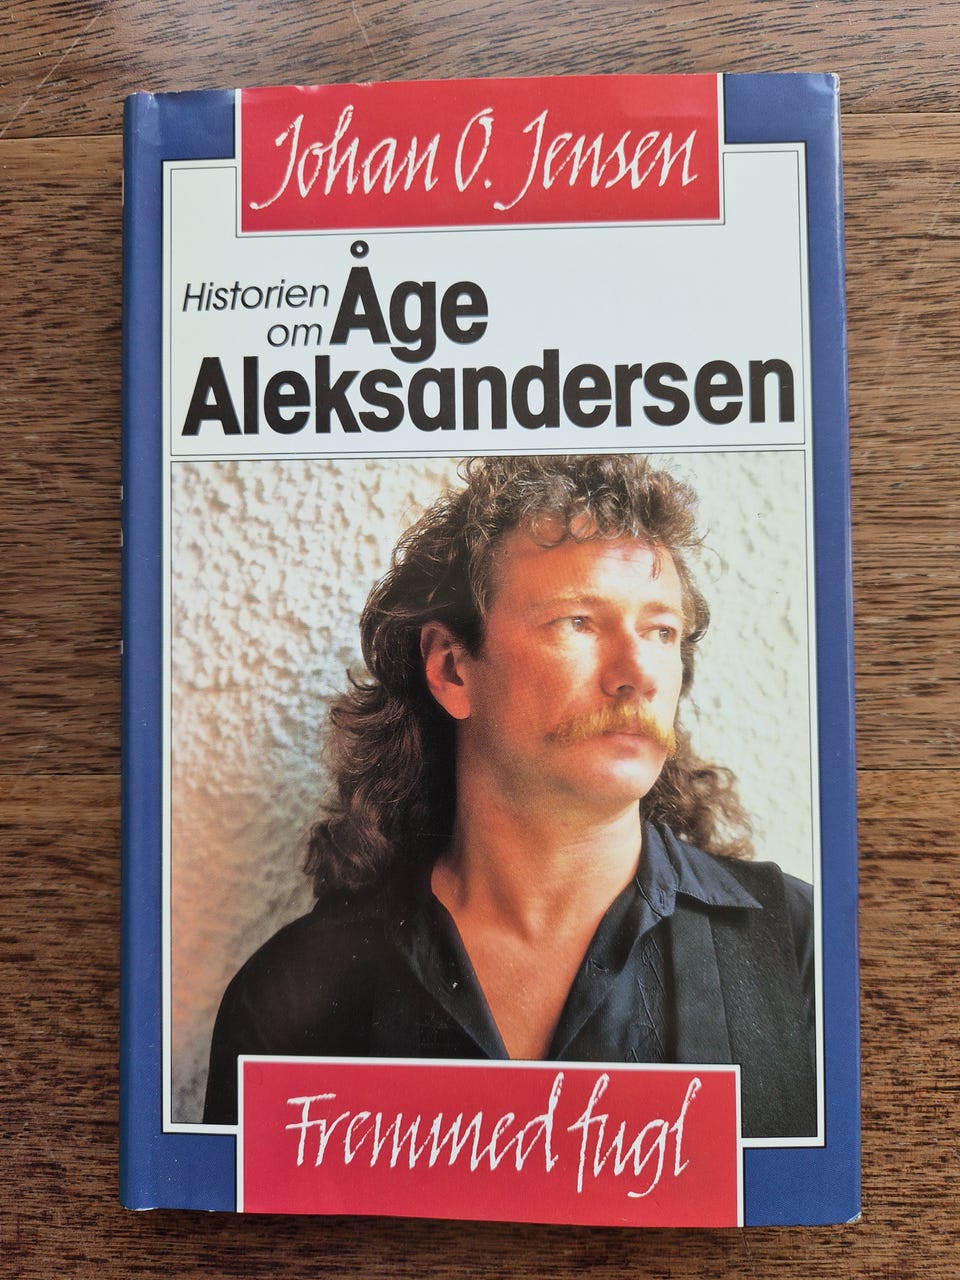 Johan O. Jensen
Historien
om Åge
Aleksandersen
Fremmed fugl